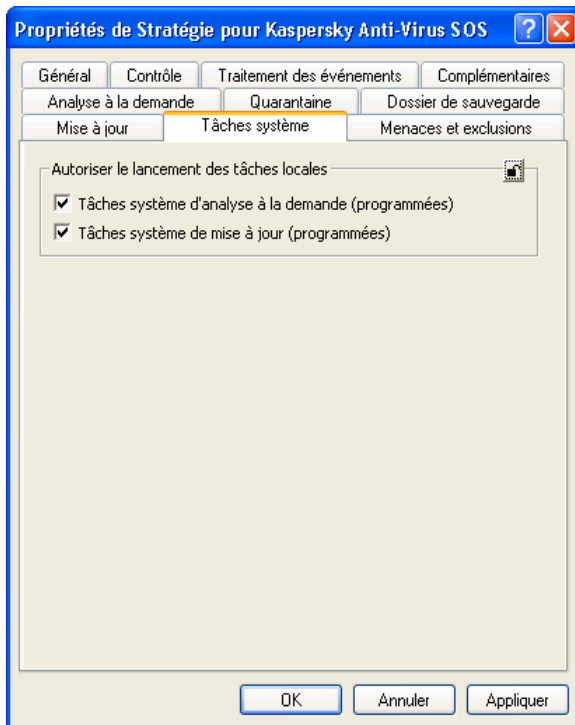 Propriétés de Stratégie pour Kaspersky Anti-Virus SOS
Général Contrôle Traitement des événements Complémentaires
Analyse à la demande Quarantaine Dossier de sauvegarde
Mise à jour Tâches système Menaces et exclusions
Autoriser le lancement des tâches locales
Tâches système d'analyse à la demande (programmées)
Tâches système de mise à jour (programmées)
OK Annuler Appliquer